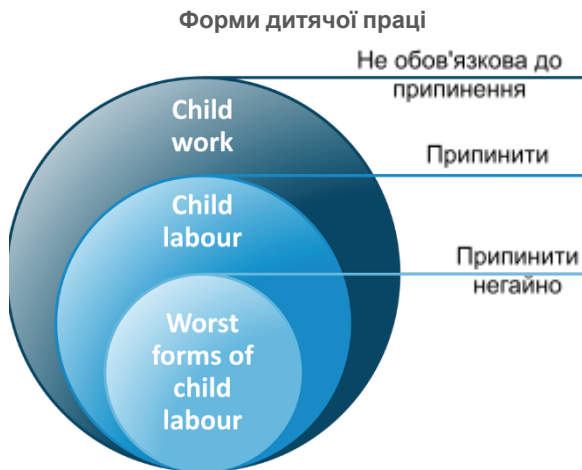 Форми дитячої праці
Не обов'язкова до
припинення
Child
work
Припинити
Child
labour
Припинити
негайно
Worst
forms of
child
labour